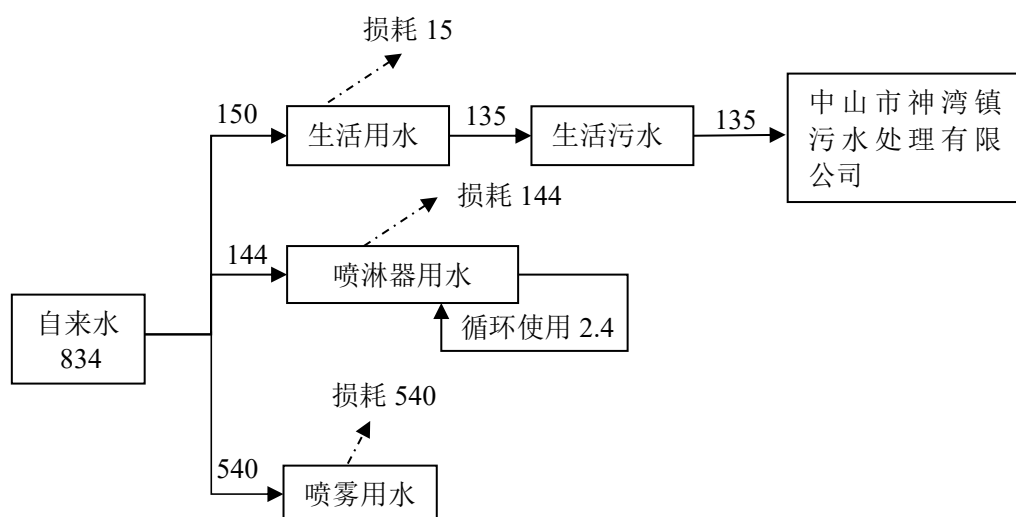 损耗 15
150
生活用水
135
生活污水
135
中山市神湾镇
污水处理有限
公司
损耗 144
144
喷淋器用水
循环使用 2.4
自来水
834
损耗 540
540
喷雾用水